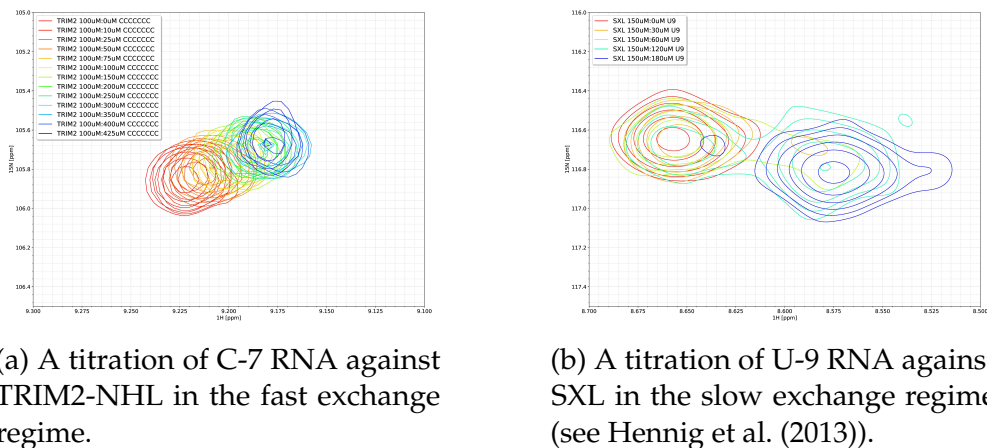 105.0
105.2
105.4
105.6
105.8
106.0
106.2
106.4
15N [ppm]
TRIM2 100uM:0uM CCCCCCC
TRIM2 100uM:10uM CCCCCCC
TRIM2 100uM:25uM CCCCCCC
TRIM2 100uM:50uM CCCCCCC
TRIM2 100uM:75uM CCCCCCC
TRIM2 100uM:100uM CCCCCCC
TRIM2 100uM:150uM CCCCCCC
TRIM2 100uM:200uM CCCCCCC
TRIM2 100uM:250uM CCCCCCC
TRIM2 100uM:300uM CCCCCCC
TRIM2 100uM:350uM CCCCCCC
TRIM2 100uM:400uM CCCCCCC
TRIM2 100uM:425uM CCCCCCC
9.300 9.275 9.250 9.225 9.200 9.175 9.150 9.125 9.100
1H [ppm]
(a) A titration of C-7 RNA against
TRIM2-NHL in the fast exchange
regime.
116.0
116.2
116.4
116.6
116.8
117.0
117.2
117.4
15N [ppm]
SXL 150uM:0uM U9
SXL 150uM:30uM U9
SXL 150uM:60uM U9
SXL 150uM:120uM U9
SXL 150uM:180uM U9
8.700 8.675 8.650 8.625 8.600 8.575 8.550 8.525 8.500
1H [ppm]
(b) A titration of U-9 RNA agains
SXL in the slow exchange regime
(see Hennig et al. (2013)).